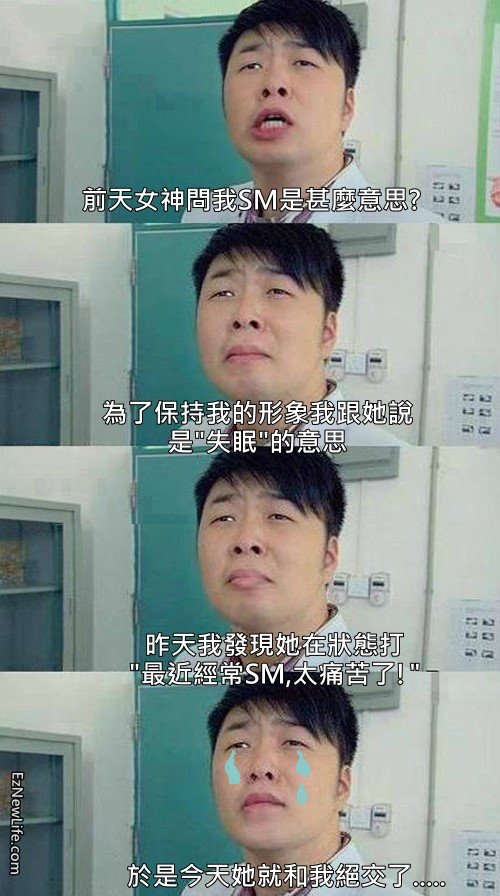 前天女神問我SM是甚麼意思?
為了保持我的形象我跟她說
是"失眠"的意思
昨天我發現她在狀態打
"最近經常SM,太痛苦了!"
於是今天她就和我絕交了.....
EzNewLife.com